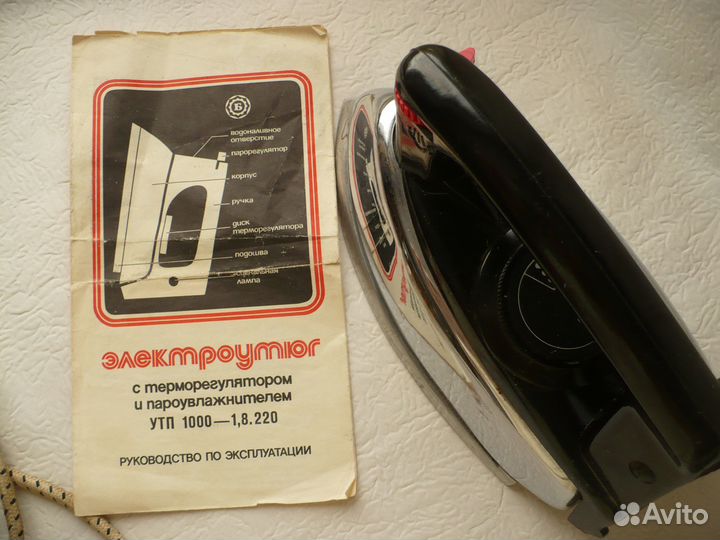 Б
водоналивное
отверстие
парорегулятор
корпус
ручка
диск
терморегулятора
подошва
лампа
электроутюг
с терморегулятором
и пароувлажнителем
УТП 1000—1,8.220
РУКОВОДСТВО ПО ЭКСПЛУАТАЦИИ
Avito